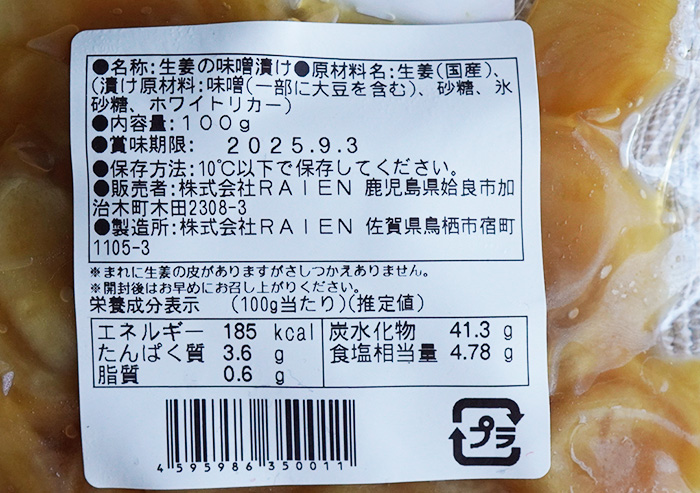 ●名称:生姜の味噌漬け●原材料名:生姜(国産)、
(漬け原材料:味噌(一部に大豆を含む)、砂糖、氷
砂糖、ホワイトリカー)
●内容量:100g
●賞味期限: 2025.9.3
●保存方法:10℃以下で保存してください。
●販売者:株式会社RAIEN 鹿児島県姶良市加
治木町木田2308-3
●製造所:株式会社RAIEN 佐賀県鳥栖市宿町
1105-3
※まれに生姜の皮がありますがさしつかえありません。
※開封後はお早めにお召し上がりください。
栄養成分表示 (100g当たり)(推定値)
エネルギー 185 kcal 炭水化物 41.3 g
たんぱく質 3.6 g 食塩相当量 4.78 g
脂質 0.6 g
4595986350011
プラ